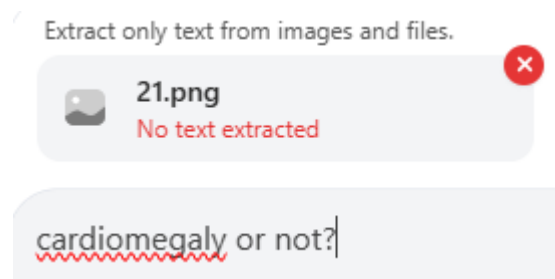 Extract only text from images and files.
21.png
No text extracted
cardiomegaly or not?